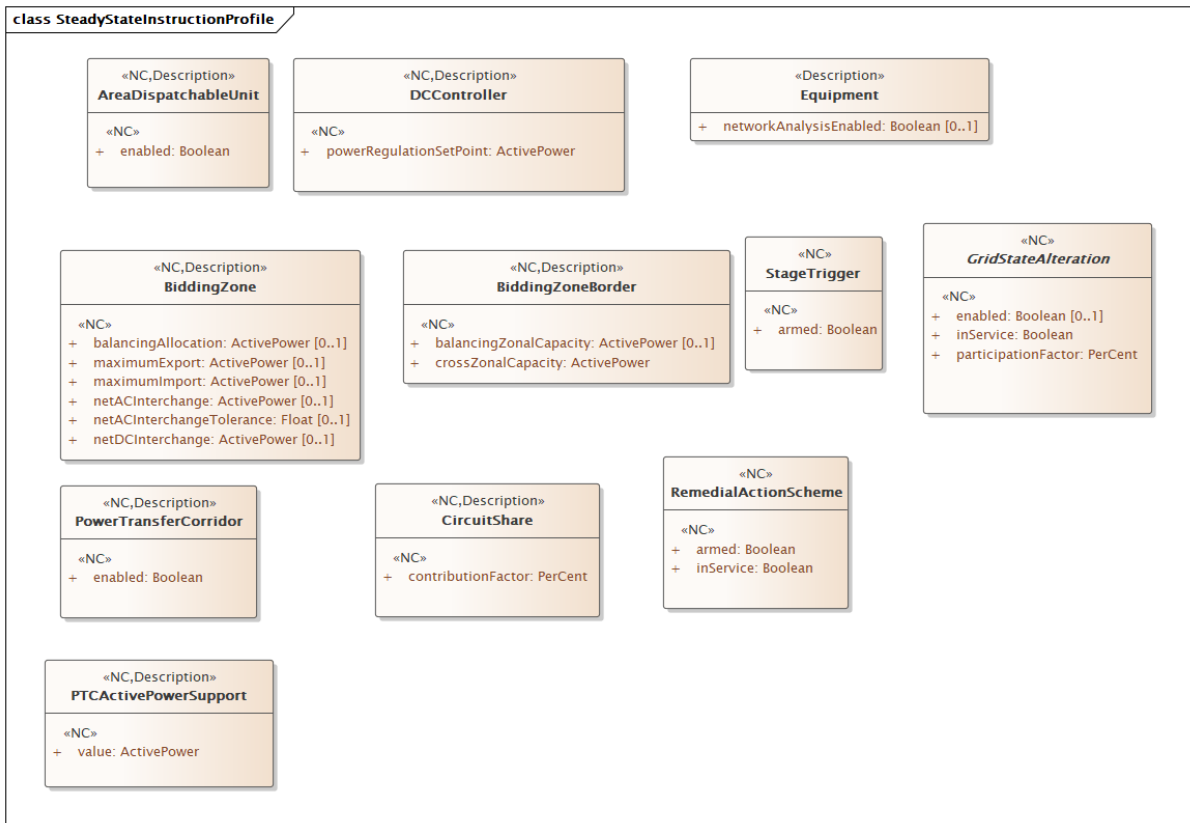 class SteadyStateInstructionProfile
«NC,Description»
AreaDispatchableUnit
«NC»
+ enabled: Boolean
«NC,Description»
DCController
«NC»
+ powerRegulationSetPoint: ActivePower
«Description»
Equipment
+ networkAnalysisEnabled: Boolean [0..1]
«NC,Description»
BiddingZone
«NC»
+ balancingAllocation: ActivePower [0..1]
+ maximumExport: ActivePower [0..1]
+ maximumImport: ActivePower [0..1]
+ netACInterchange: ActivePower [0..1]
+ netACInterchangeTolerance: Float [0..1]
+ netDCInterchange: ActivePower [0..1]
«NC,Description»
BiddingZoneBorder
«NC»
+ balancingZonalCapacity: ActivePower [0..1]
+ crossZonalCapacity: ActivePower
«NC»
StageTrigger
«NC»
+ armed: Boolean
«NC»
GridStateAlteration
«NC»
+ enabled: Boolean [0..1]
+ inService: Boolean
+ participationFactor: PerCent
«NC,Description»
PowerTransferCorridor
«NC»
+ enabled: Boolean
«NC,Description»
CircuitShare
«NC»
+ contributionFactor: PerCent
«NC»
RemedialActionScheme
«NC»
+ armed: Boolean
+ inService: Boolean
«NC,Description»
PTCActivePowerSupport
«NC»
+ value: ActivePower